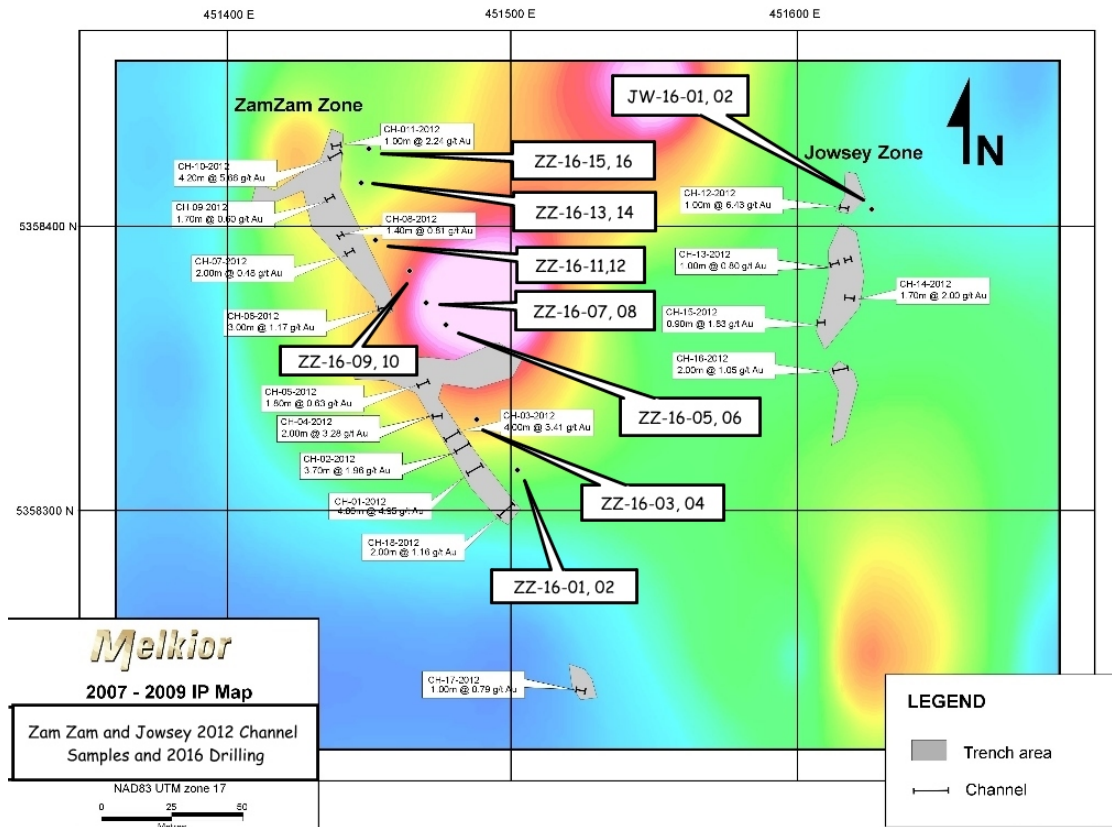 451400 E
451500 E
451600 E
5358400 N
5358300 N
ZamZam Zone
Jowsey Zone
N
JW-16-01, 02
ZZ-16-15, 16
ZZ-16-13, 14
ZZ-16-11,12
ZZ-16-07, 08
ZZ-16-09, 10
ZZ-16-05, 06
ZZ-16-03, 04
ZZ-16-01, 02
CH-011-2012
1.00m @ 2.24 g/t Au
CH-10-2012
4.20m @ 5.66 g/t Au
CH-09-2012
1.70m @ 0.60 g/t Au
CH-08-2012
1.40m @ 0.81 g/t Au
CH-07-2012
2.00m @ 0.48 g/t Au
CH-06-2012
3.00m @ 1.17 g/t Au
CH-05-2012
1.80m @ 0.63 g/t Au
CH-04-2012
2.00m @ 3.28 g/t Au
CH-03-2012
4.00m @ 3.41 g/t Au
CH-02-2012
3.70m @ 1.96 g/t Au
CH-01-2012
4.00m @ 4.95 g/t Au
CH-18-2012
2.00m @ 1.16 g/t Au
CH-17-2012
1.00m @ 0.79 g/t Au
CH-12-2012
1.00m @ 6.43 g/t Au
CH-13-2012
1.00m @ 0.80 g/t Au
CH-14-2012
1.70m @ 2.00 g/t Au
CH-15-2012
0.90m @ 1.53 g/t Au
CH-16-2012
2.00m @ 1.05 g/t Au
Melkior
2007 - 2009 IP Map
Zam Zam and Jowsey 2012 Channel
Samples and 2016 Drilling
NAD83 UTM zone 17
0 25 50
LEGEND
Trench area
Channel